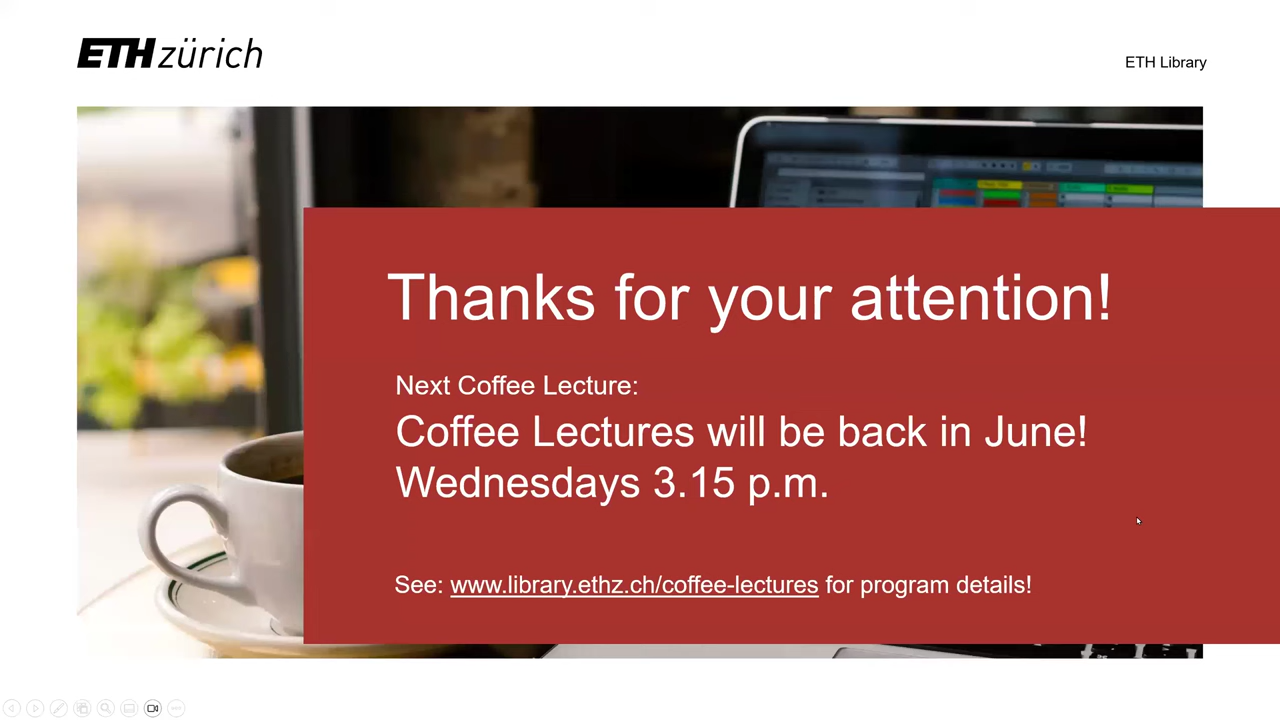 ETH zürich
ETH Library
Thanks for your attention!
Next Coffee Lecture:
Coffee Lectures will be back in June!
Wednesdays 3.15 p.m.
See: www.library.ethz.ch/coffee-lectures for program details!